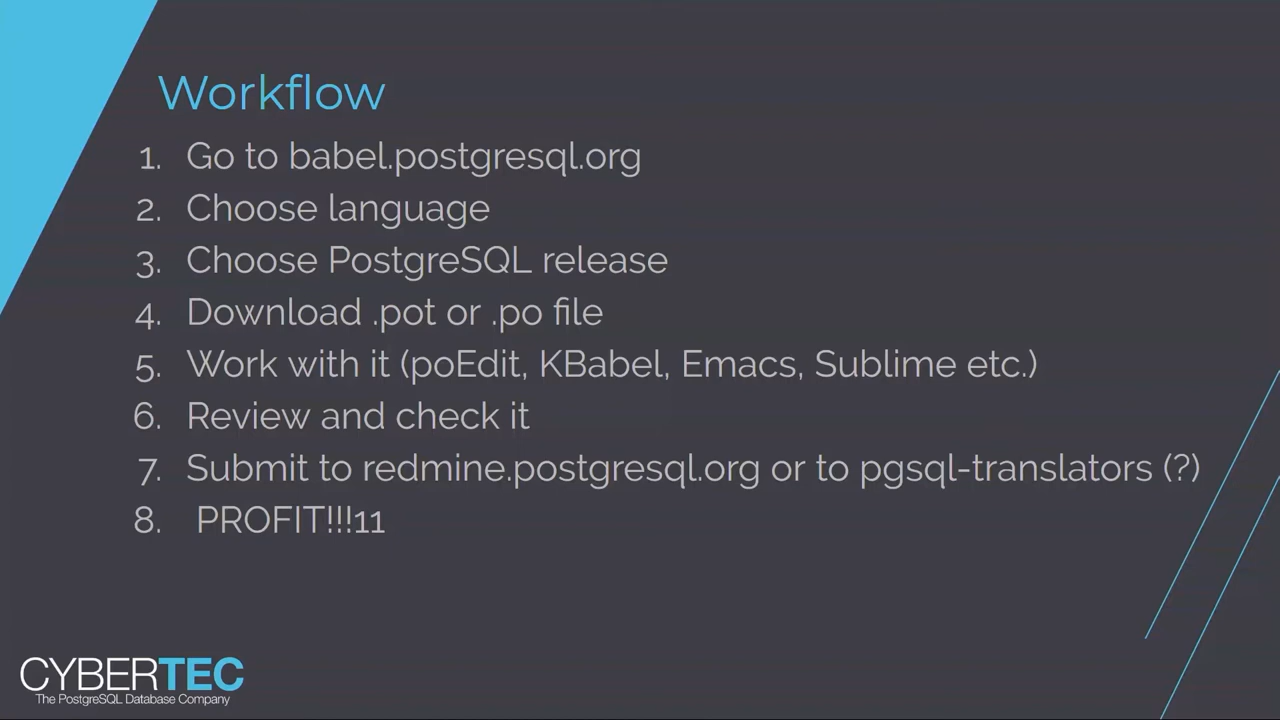 Workflow
1. Go to babel.postgresql.org
2. Choose language
3. Choose PostgreSQL release
4. Download .pot or .po file
5. Work with it (poEdit, KBabel, Emacs, Sublime etc.)
6. Review and check it
7. Submit to redmine.postgresql.org or to pgsql-translators (?)
8. PROFIT!!!11
CYBERTEC
The PostgreSQL Database Company